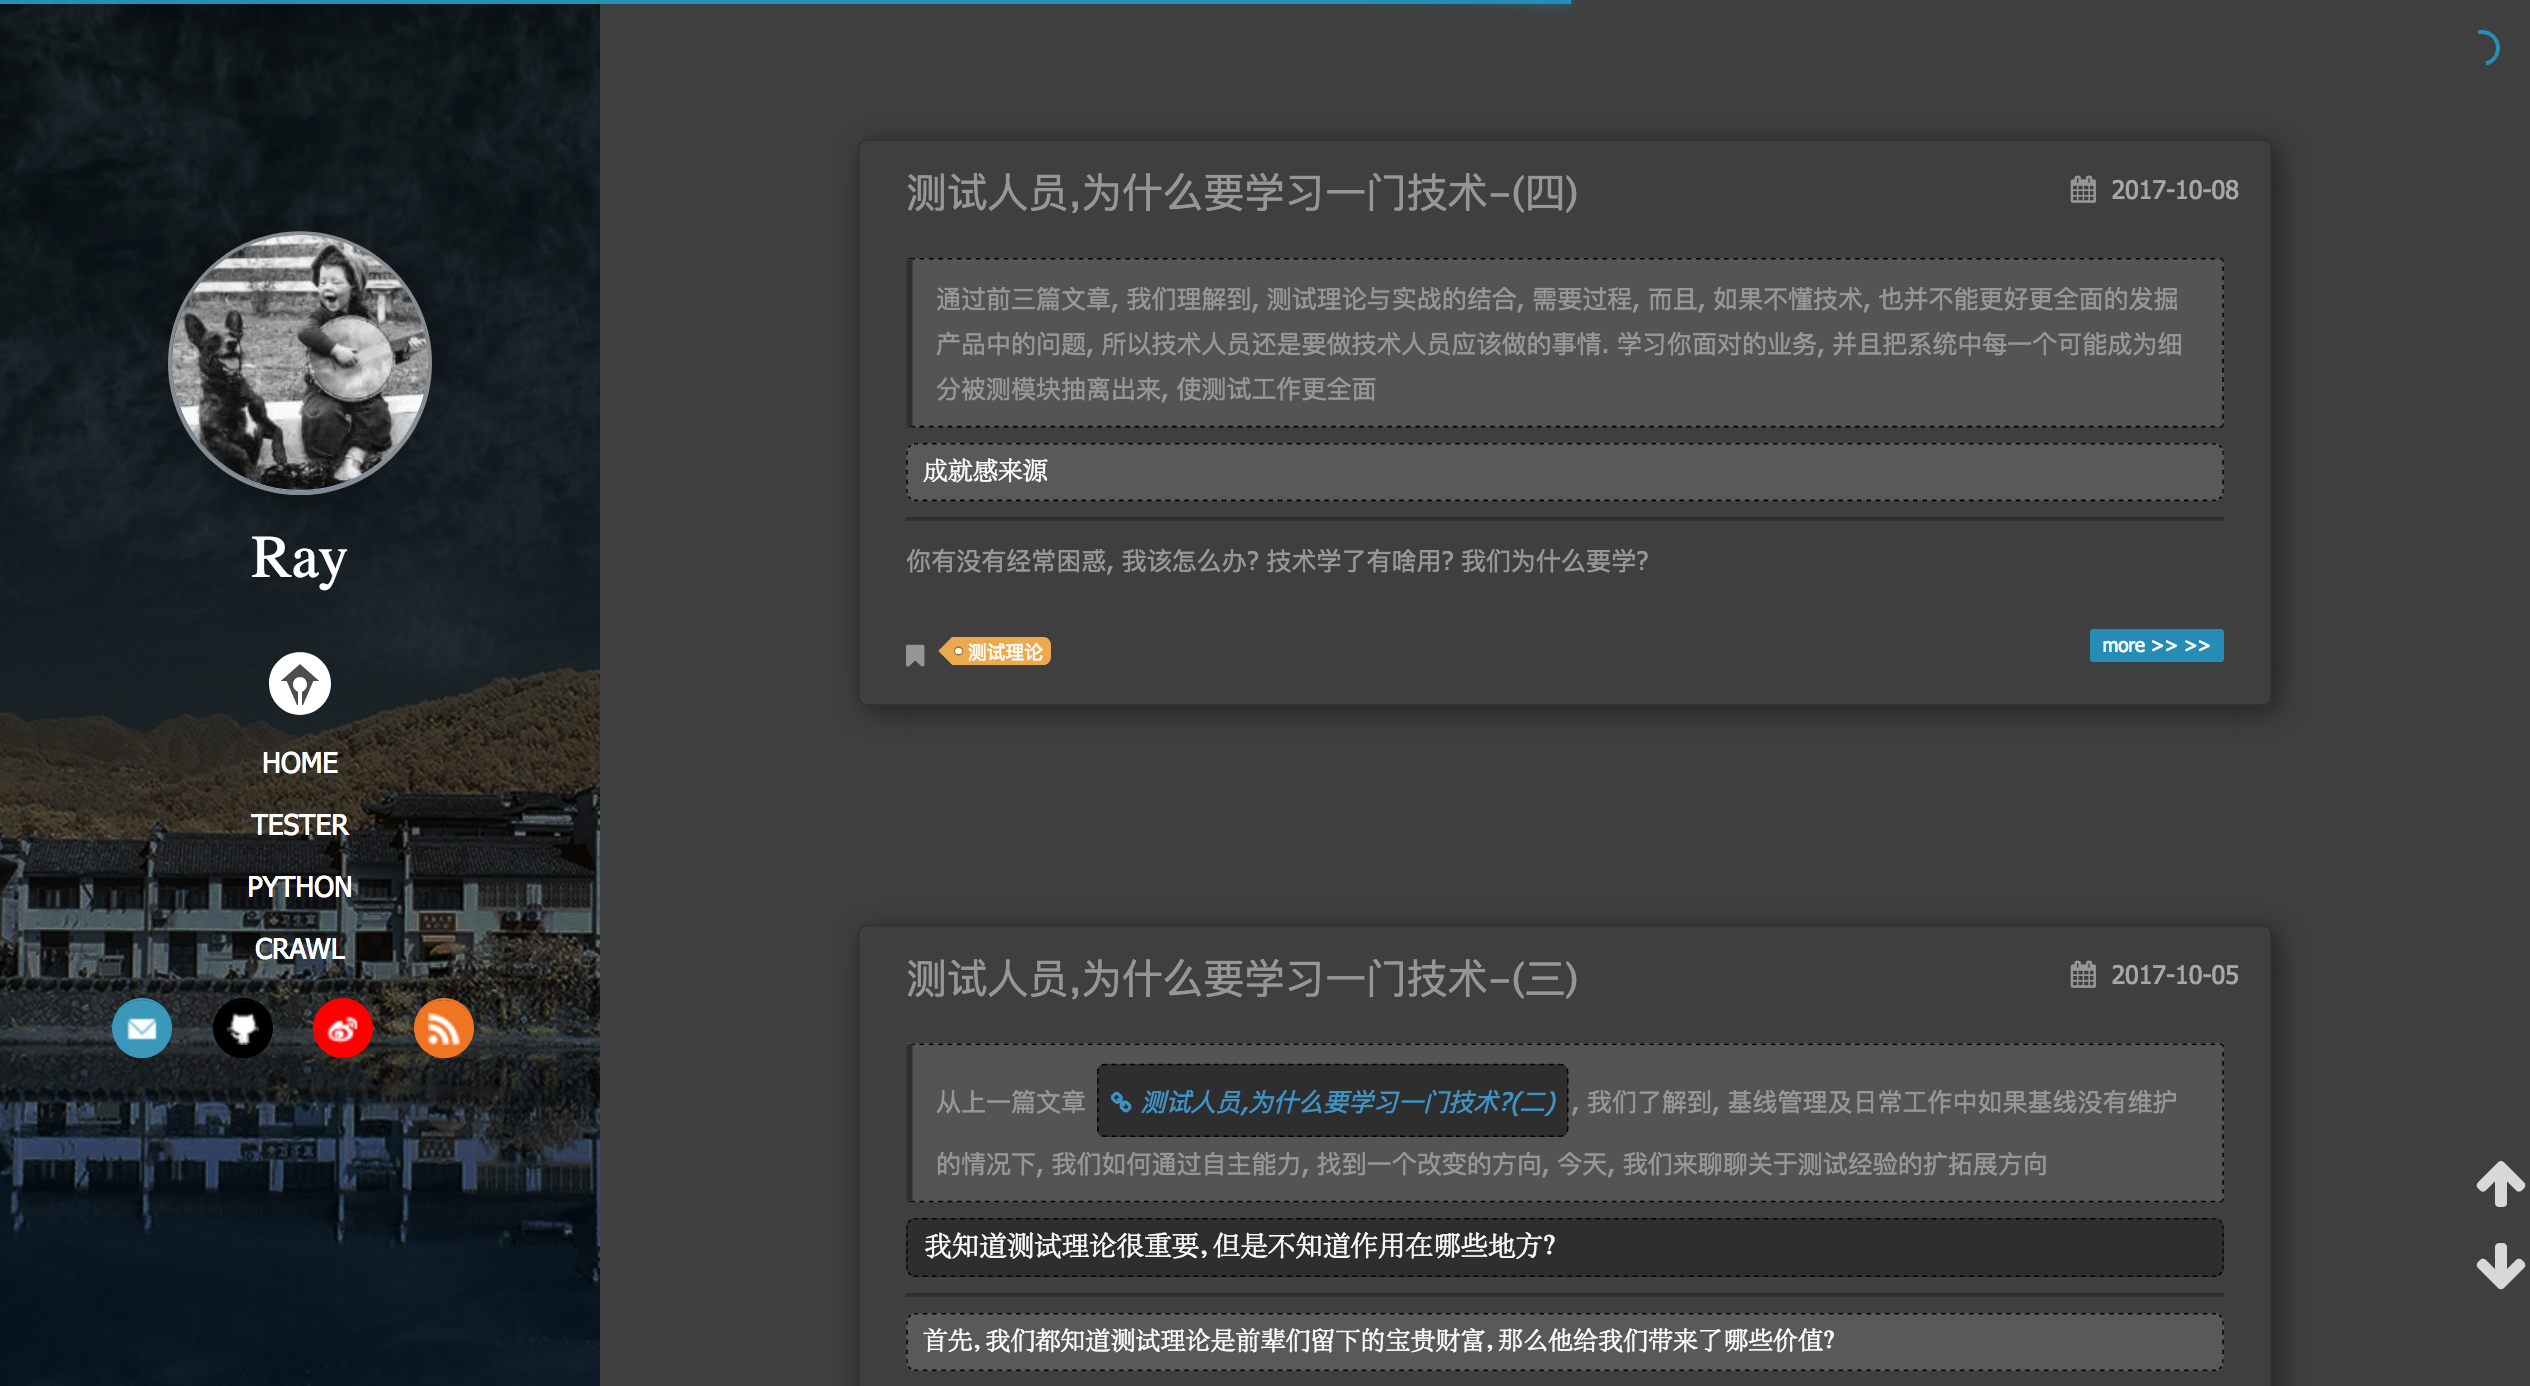 Ray
HOME
TESTER
PYTHON
CRAWL
测试人员,为什么要学习一门技术-(四)
2017-10-08
通过前三篇文章, 我们理解到, 测试理论与实战的结合, 需要过程, 而且, 如果不懂技术, 也并不能更好更全面的发掘
产品中的问题, 所以技术人员还是要做技术人员应该做的事情. 学习你面对的业务, 并且把系统中每一个可能成为细
分被测模块抽离出来, 使测试工作更全面
成就感来源
你有没有经常困惑, 我该怎么办? 技术学了有啥用? 我们为什么要学?
测试理论
more >> >>
测试人员,为什么要学习一门技术-(三)
2017-10-05
从上一篇文章 测试人员,为什么要学习一门技术?(二) , 我们了解到, 基线管理及日常工作中如果基线没有维护
的情况下, 我们如何通过自主能力, 找到一个改变的方向, 今天, 我们来聊聊关于测试经验的扩拓展方向
我知道测试理论很重要, 但是不知道作用在哪些地方?
首先, 我们都知道测试理论是前辈们留下的宝贵财富, 那么他给我们带来了哪些价值?